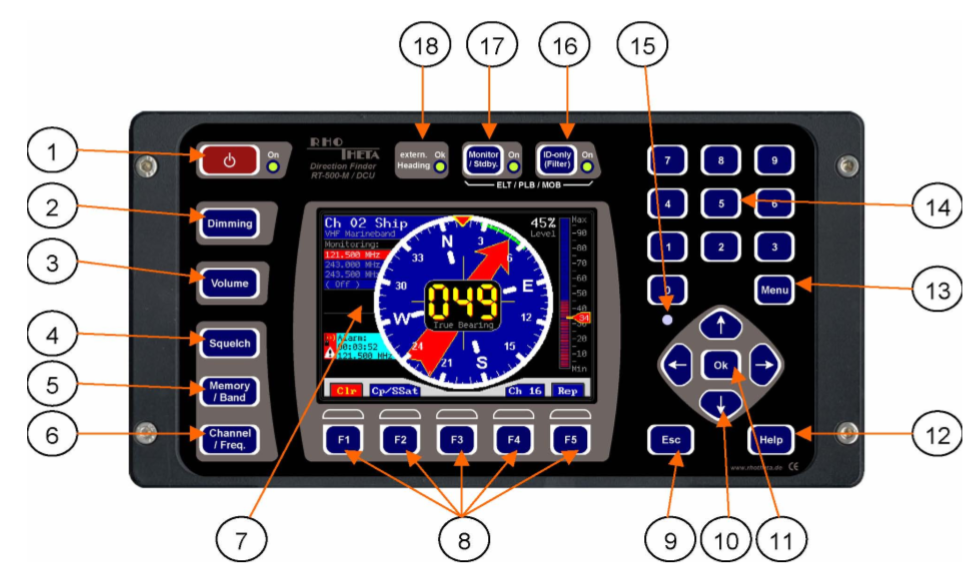 18
17
16
15
1
RHO
THETA
Direction Finder
RT-500-M / DCU
On
extern. Ok
Heading
Monitor
/ Stdby.
On
ID-only
(Filter)
On
ELT / PLB / MOB
7
8
9
2
Dimming
4
5
6
14
3
Volume
1
2
3
0
Menu
13
Ch 02 Ship
VHF Marineband
Monitoring:
121.500 MHz
243.000 MHz
243.500 MHz
( Off )
45%
Level
Max
-90
-70
-60
-50
-40
-34
-30
-20
-10
Min
N
3
6
E
12
15
S
21
24
W
30
33
049
True Bearing
Alarm:
00:03:52
121.500 MHz
4
Squelch
5
Memory
/ Band
6
Channel
/ Freq.
Clr
Cp/SSat
Ch 16
Rep
F1
F2
F3
F4
F5
Ok
Esc
Help
12
www.rhotheta.de CE
7
8
9
10
11